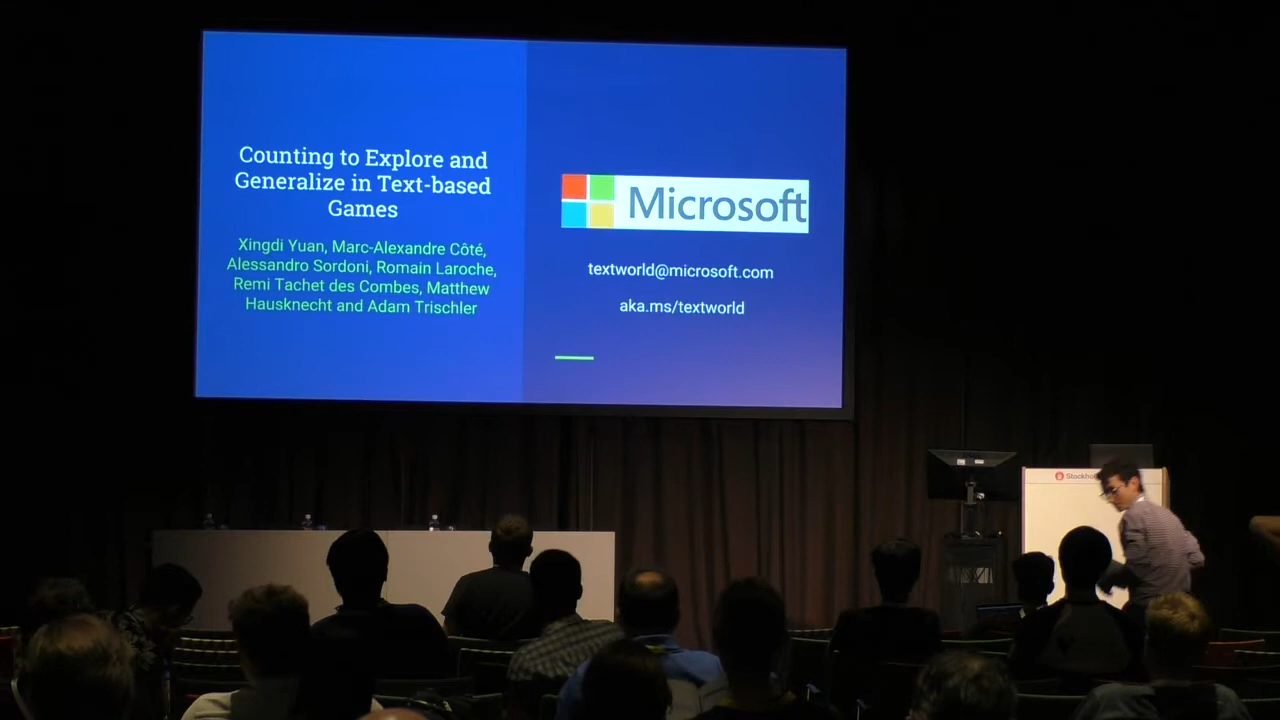 Counting to Explore and
Generalize in Text-based
Games
Xingdi Yuan, Marc-Alexandre Côté,
Alessandro Sordoni, Romain Laroche,
Remi Tachet des Combes, Matthew
Hausknecht and Adam Trischler
Microsoft
textworld@microsoft.com
aka.ms/textworld